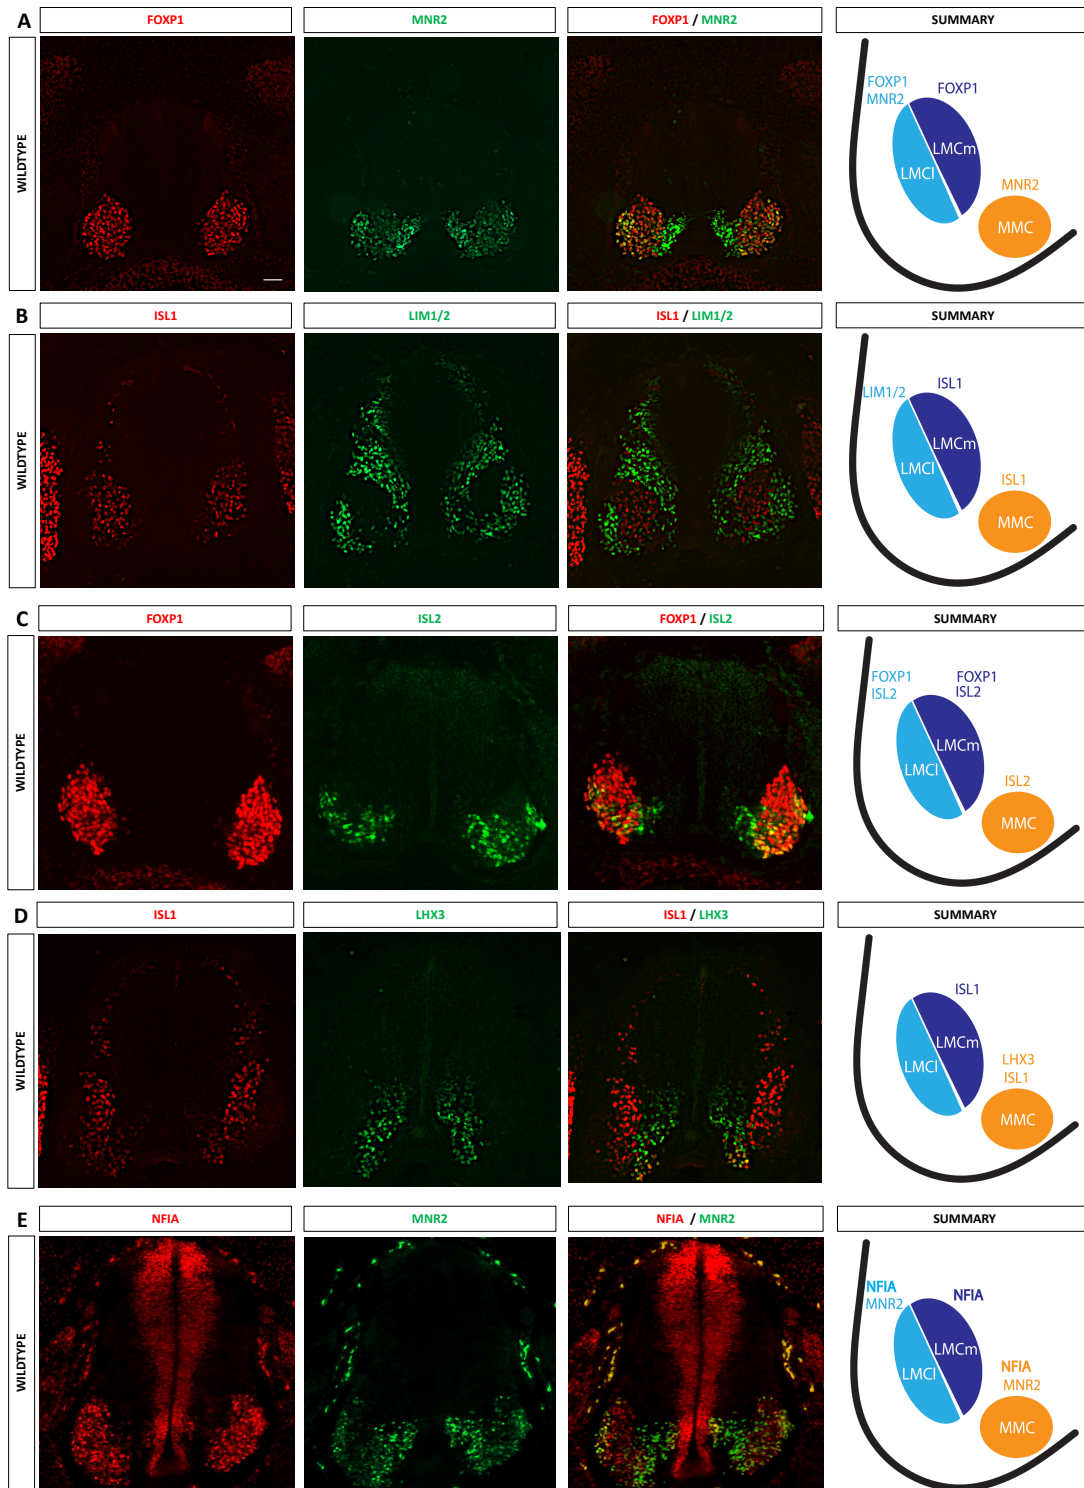 A
FOXP1
MNR2
FOXP1 / MNR2
SUMMARY
WILDTYPE
FOXP1
MNR2
FOXP1
LMCm
LMCl
MNR2
MMC
B
ISL1
LIM1/2
ISL1 / LIM1/2
SUMMARY
WILDTYPE
LIM1/2
ISL1
LMCm
LMCl
ISL1
MMC
C
FOXP1
ISL2
FOXP1 / ISL2
SUMMARY
WILDTYPE
FOXP1
ISL2
FOXP1
ISL2
LMCm
LMCl
ISL2
MMC
D
ISL1
LHX3
ISL1 / LHX3
SUMMARY
WILDTYPE
ISL1
LMCm
LMCl
LHX3
ISL1
MMC
E
NFIA
MNR2
NFIA / MNR2
SUMMARY
WILDTYPE
NFIA
MNR2
NFIA
LMCm
LMCl
NFIA
MNR2
MMC